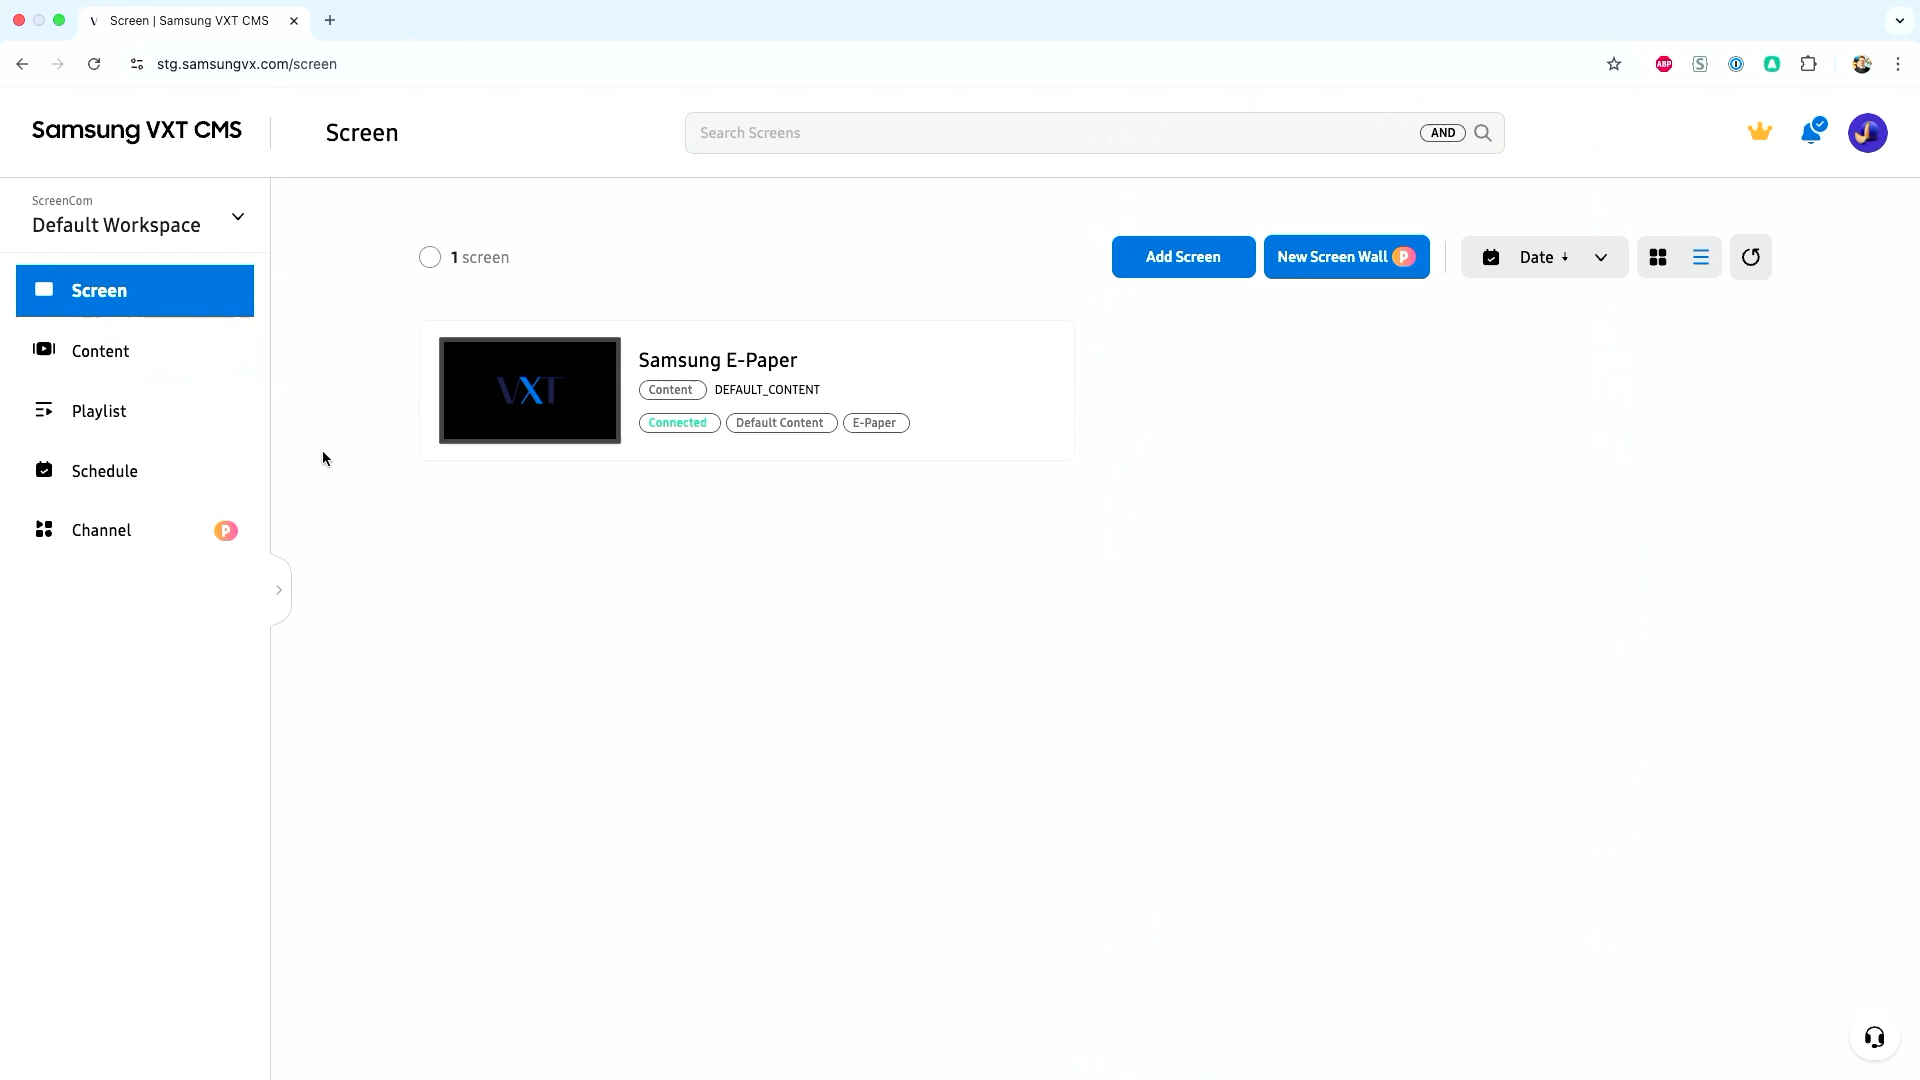 Screen | Samsung VXT CMS
stg.samsungvx.com/screen
ABP
Samsung VXT CMS
Screen
Search Screens
AND
ScreenCom
Default Workspace
1 screen
Add Screen
New Screen Wall P
Date
Screen
Content
Playlist
Schedule
Channel P
VXT
Samsung E-Paper
Content DEFAULT_CONTENT
Connected Default Content E-Paper